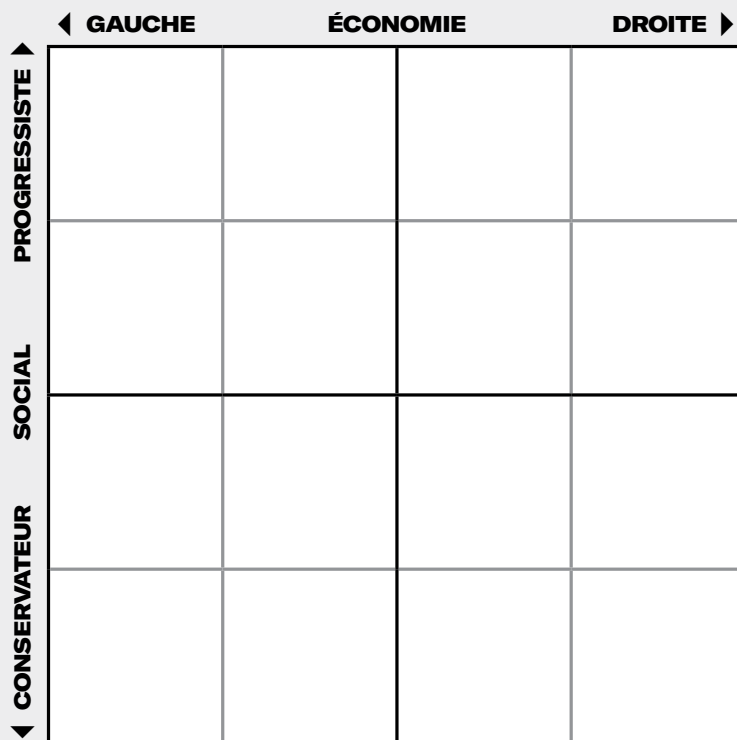 GAUCHE ÉCONOMIE DROITE
PROGRESSISTE
SOCIAL
CONSERVATEUR